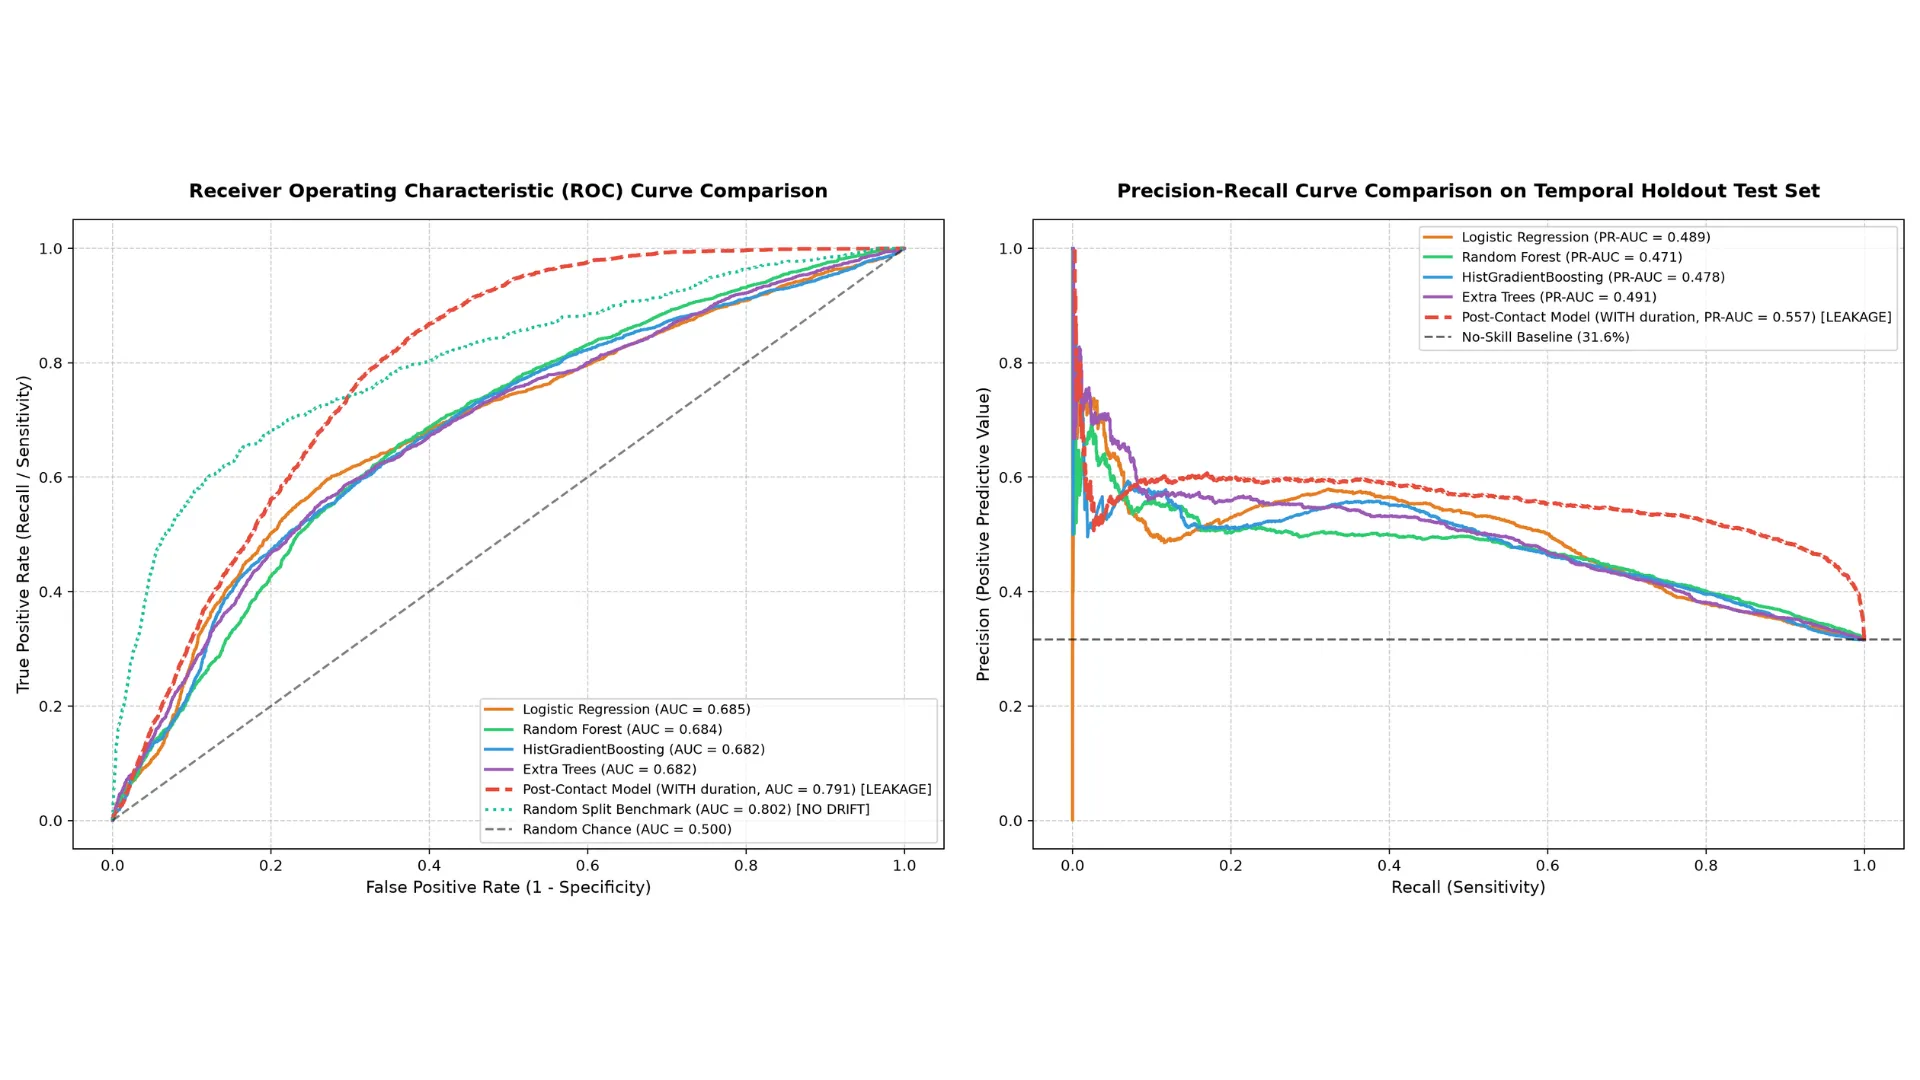 Receiver Operating Characteristic (ROC) Curve Comparison
True Positive Rate (Recall / Sensitivity)
1.0
0.8
0.6
0.4
0.2
0.0
Logistic Regression (AUC = 0.685)
Random Forest (AUC = 0.684)
HistGradientBoosting (AUC = 0.682)
Extra Trees (AUC = 0.682)
Post-Contact Model (WITH duration, AUC = 0.791) [LEAKAGE]
Random Split Benchmark (AUC = 0.802) [NO DRIFT]
Random Chance (AUC = 0.500)
0.0 0.2 0.4 0.6 0.8 1.0
False Positive Rate (1 - Specificity)
Precision-Recall Curve Comparison on Temporal Holdout Test Set
Precision (Positive Predictive Value)
1.0
0.8
0.6
0.4
0.2
0.0
Logistic Regression (PR-AUC = 0.489)
Random Forest (PR-AUC = 0.471)
HistGradientBoosting (PR-AUC = 0.478)
Extra Trees (PR-AUC = 0.491)
Post-Contact Model (WITH duration, PR-AUC = 0.557) [LEAKAGE]
No-Skill Baseline (31.6%)
0.0 0.2 0.4 0.6 0.8 1.0
Recall (Sensitivity)